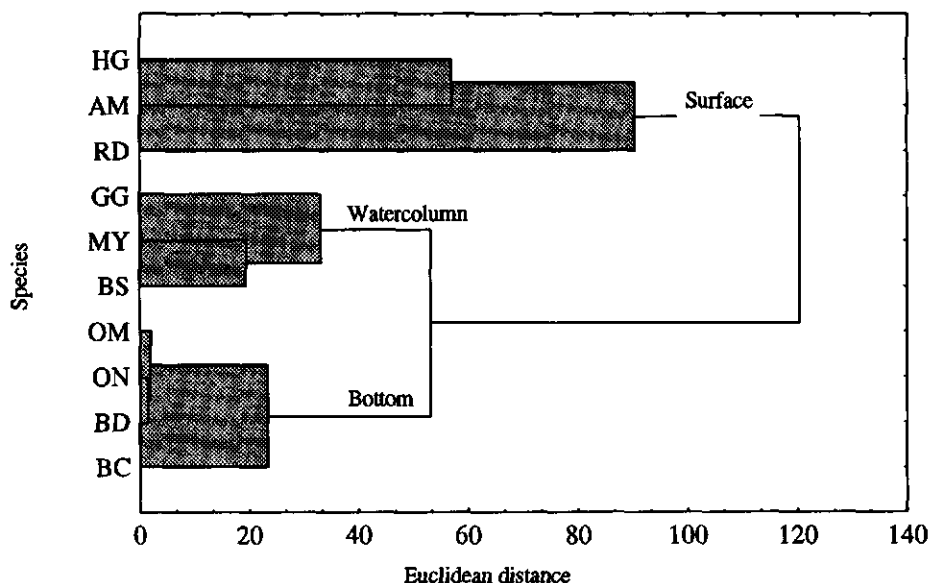 HG
AM
RD
GG
MY
BS
OM
ON
BD
BC
Species
Surface
Watercolumn
Bottom
0 20 40 60 80 100 120 140
Euclidean distance